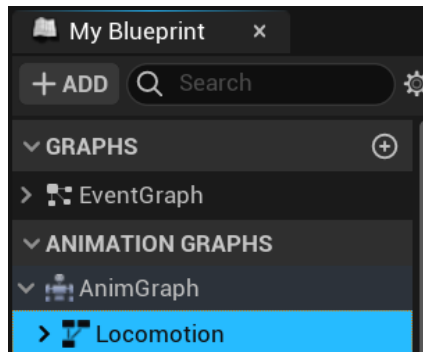 My Blueprint
+ ADD Search
GRAPHS
EventGraph
ANIMATION GRAPHS
AnimGraph
Locomotion